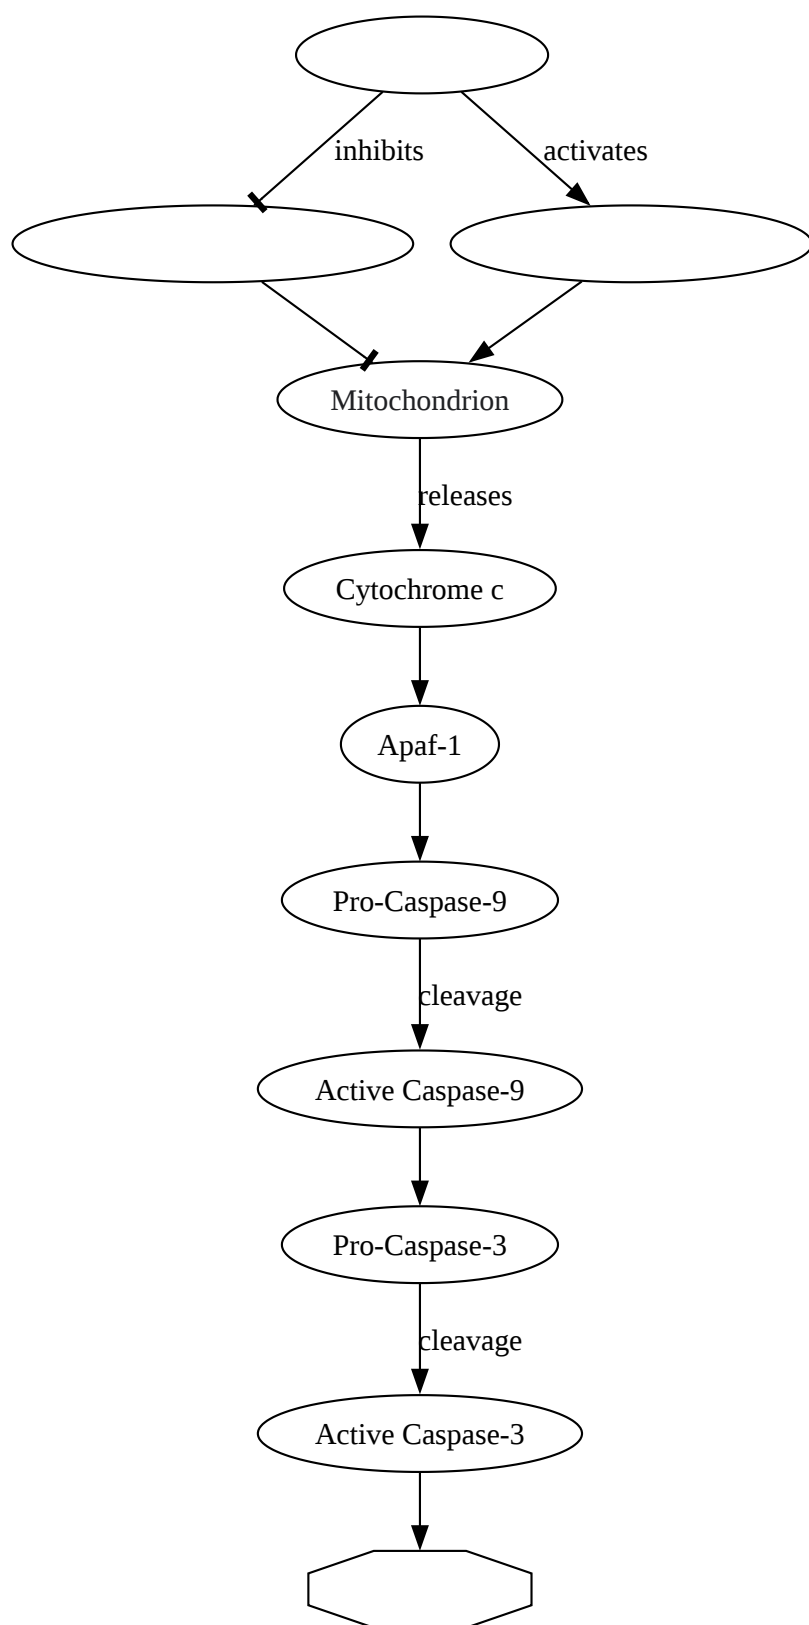 inhibits
activates
Mitochondrion
releases
Cytochrome c
Apaf-1
Pro-Caspase-9
cleavage
Active Caspase-9
Pro-Caspase-3
cleavage
Active Caspase-3